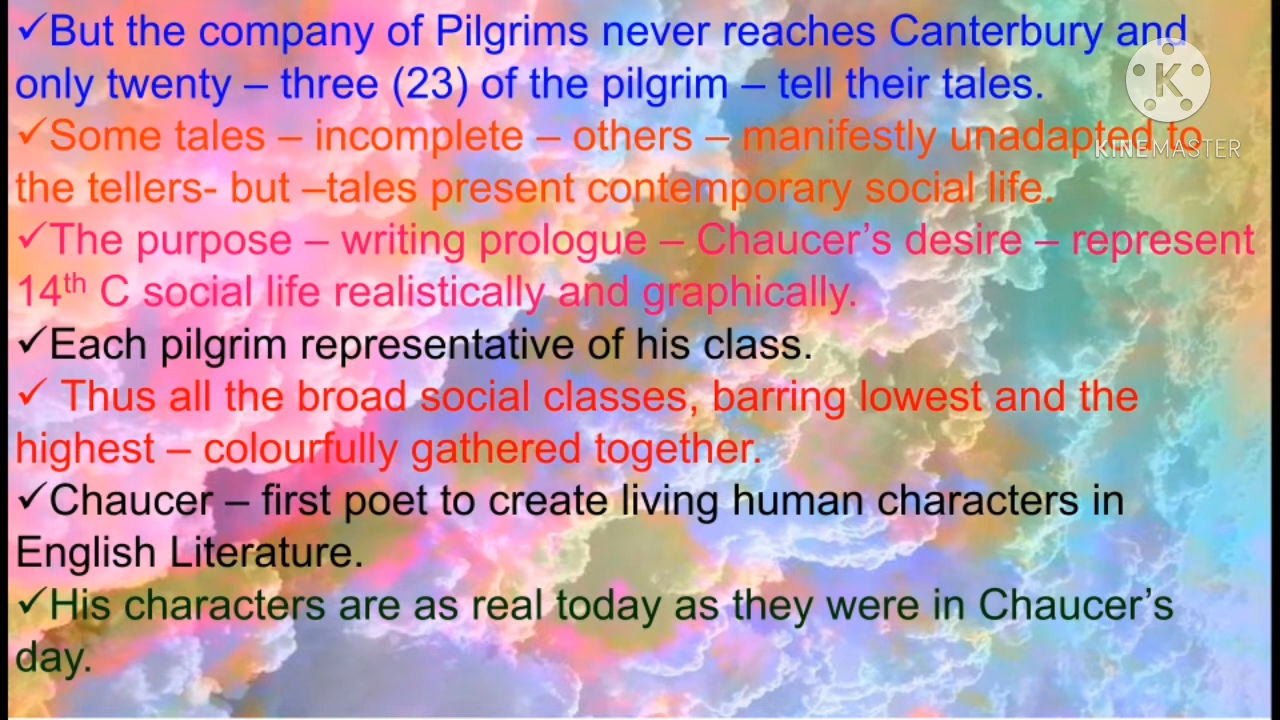 ✓But the company of Pilgrims never reaches Canterbury and
only twenty – three (23) of the pilgrim – tell their tales.
✓Some tales – incomplete – others – manifestly unadapted to
the tellers- but –tales present contemporary social life.
✓The purpose – writing prologue – Chaucer’s desire – represent
14th C social life realistically and graphically.
✓Each pilgrim representative of his class.
✓ Thus all the broad social classes, barring lowest and the
highest – colourfully gathered together.
✓Chaucer – first poet to create living human characters in
English Literature.
✓His characters are as real today as they were in Chaucer’s
day.
K
KINEMASTER